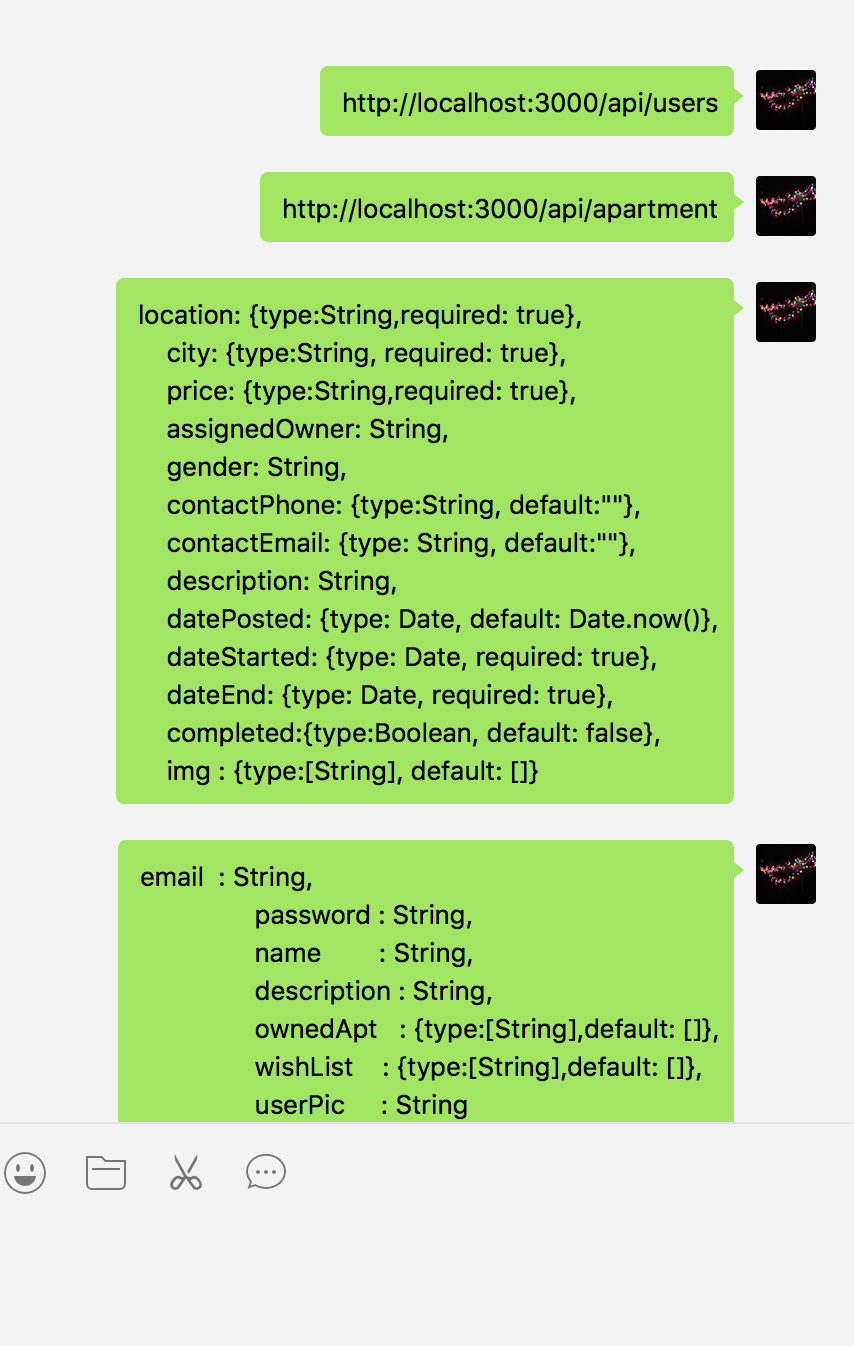 http://localhost:3000/api/users
http://localhost:3000/api/apartment
location: {type:String,required: true},
city: {type:String, required: true},
price: {type:String,required: true},
assignedOwner: String,
gender: String,
contactPhone: {type:String, default:""},
contactEmail: {type: String, default:""},
description: String,
datePosted: {type: Date, default: Date.now()},
dateStarted: {type: Date, required: true},
dateEnd: {type: Date, required: true},
completed:{type:Boolean, default: false},
img : {type:[String], default: []}
email  : String,
password : String,
name        : String,
description : String,
ownedApt   : {type:[String],default: []},
wishList    : {type:[String],default: []},
userPic     : String